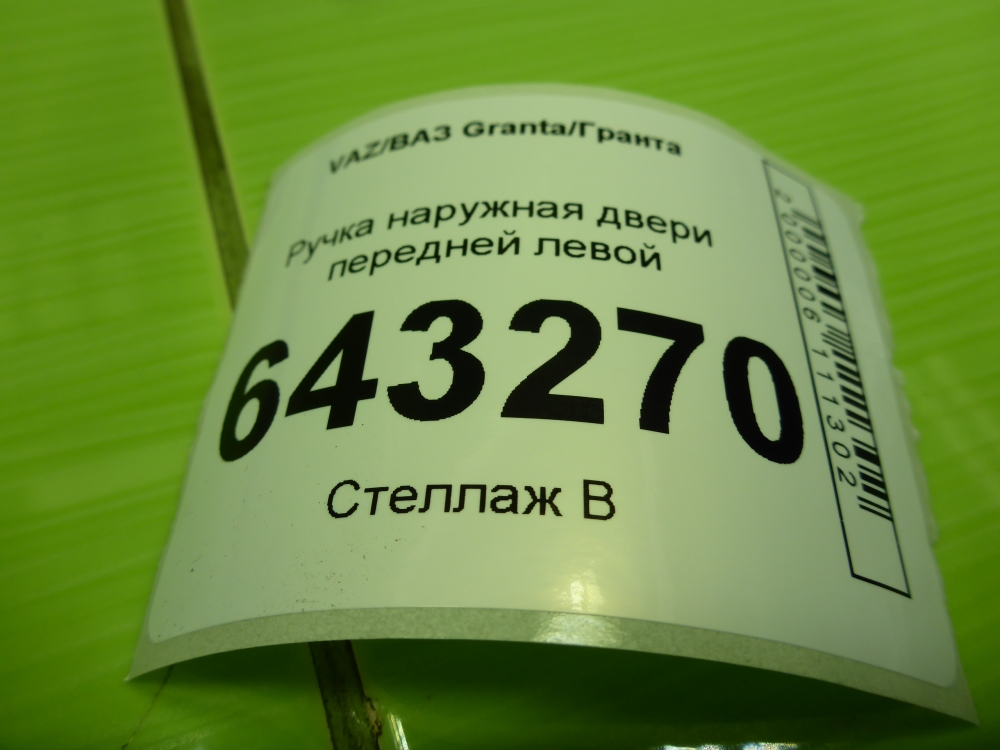 VAZ/ВАЗ Granta/Гранта
Ручка наружная двери
передней левой
643270
Стеллаж В
2000006111302